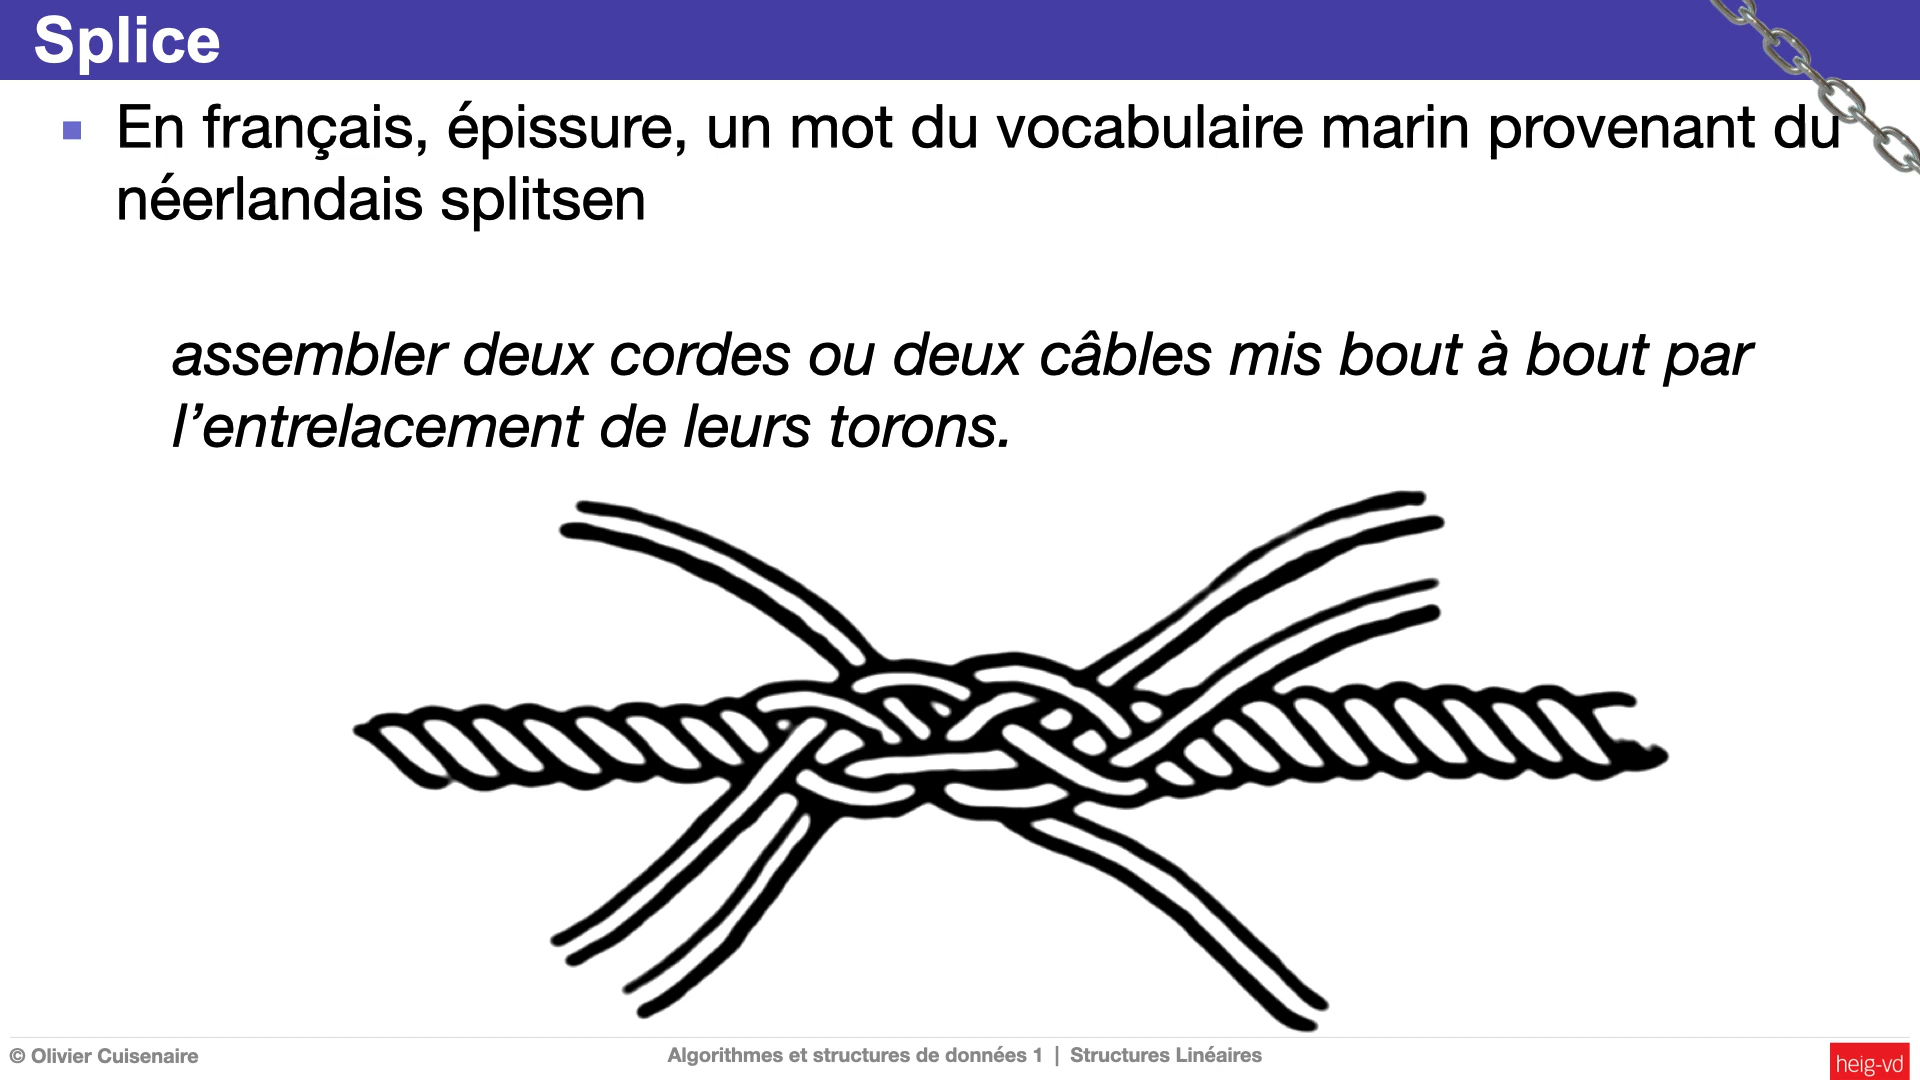 Splice
En français, épissure, un mot du vocabulaire marin provenant du
néerlandais splitsen
assembler deux cordes ou deux câbles mis bout à bout par
l’entrelacement de leurs torons.
© Olivier Cuisenaire
Algorithmes et structures de données 1 | Structures Linéaires
heig-vd